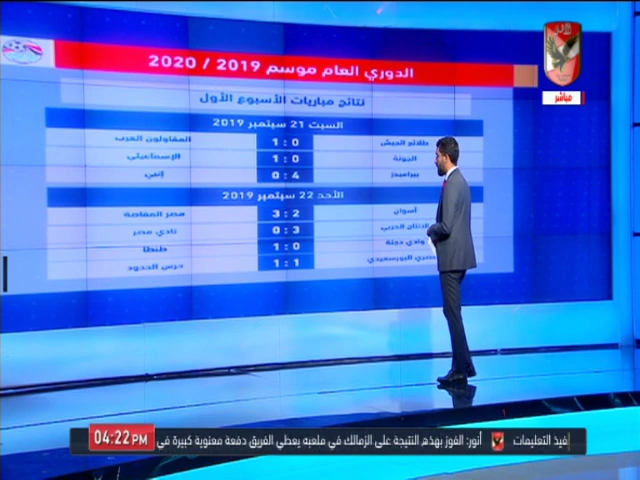 الدوري العام موسم 2019 / 2020
نتائج مباريات الأسبوع الأول
السبت 21 سبتمبر 2019
طلائع الجيش 1 : 0 المقاولون العرب
الجونة 1 : 0 الإسماعيلي
بيراميدز 0 : 4 إنبي
الأحد 22 سبتمبر 2019
أسوان 3 : 2 مصر المقاصة
الانتاج الحربي 0 : 3 نادي مصر
وادي دجلة 1 : 0 طنطا
المصري البورسعيدي 1 : 1 حرس الحدود
مباشر
فيذ التعليمات أنور: الفوز بهذه النتيجة على الزمالك في ملعبه يعطي الفريق دفعة معنوية كبيرة في
04:22 PM